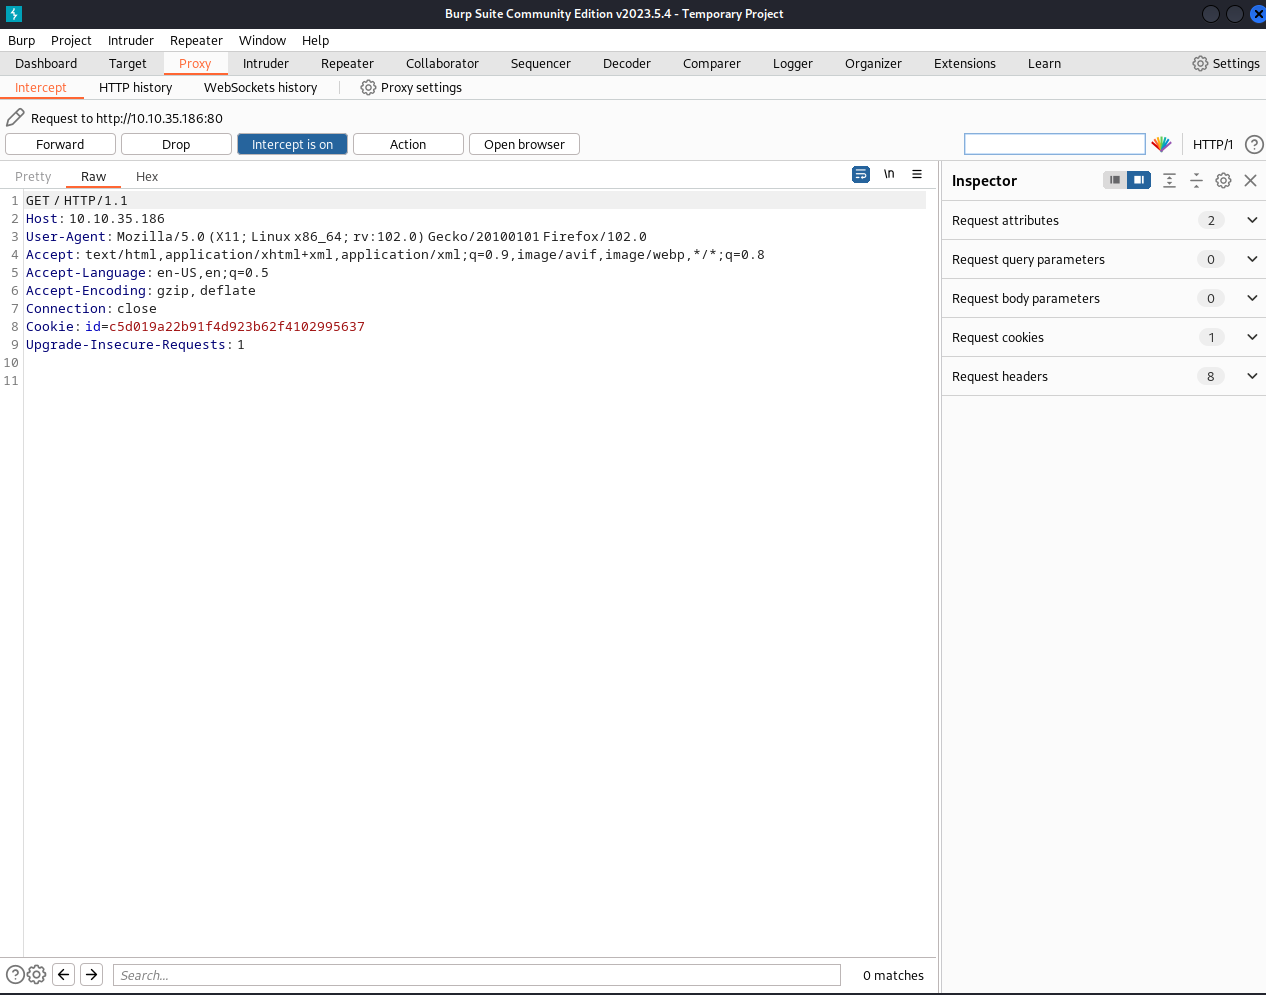 Burp Suite Community Edition v2023.5.4 - Temporary Project
Burp Project Intruder Repeater Window Help
Dashboard Target Proxy Intruder Repeater Collaborator Sequencer Decoder Comparer Logger Organizer Extensions Learn Settings
Intercept HTTP history WebSockets history Proxy settings
Request to http://10.10.35.186:80
Forward Drop Intercept is on Action Open browser HTTP/1 ?
Pretty Raw Hex \n
1 GET / HTTP/1.1
2 Host: 10.10.35.186
3 User-Agent: Mozilla/5.0 (X11; Linux x86_64; rv:102.0) Gecko/20100101 Firefox/102.0
4 Accept: text/html,application/xhtml+xml,application/xml;q=0.9,image/avif,image/webp,*/*;q=0.8
5 Accept-Language: en-US,en;q=0.5
6 Accept-Encoding: gzip, deflate
7 Connection: close
8 Cookie: id=c5d019a22b91f4d923b62f4102995637
9 Upgrade-Insecure-Requests: 1
10
11
Inspector
Request attributes 2
Request query parameters 0
Request body parameters 0
Request cookies 1
Request headers 8
? Search... 0 matches